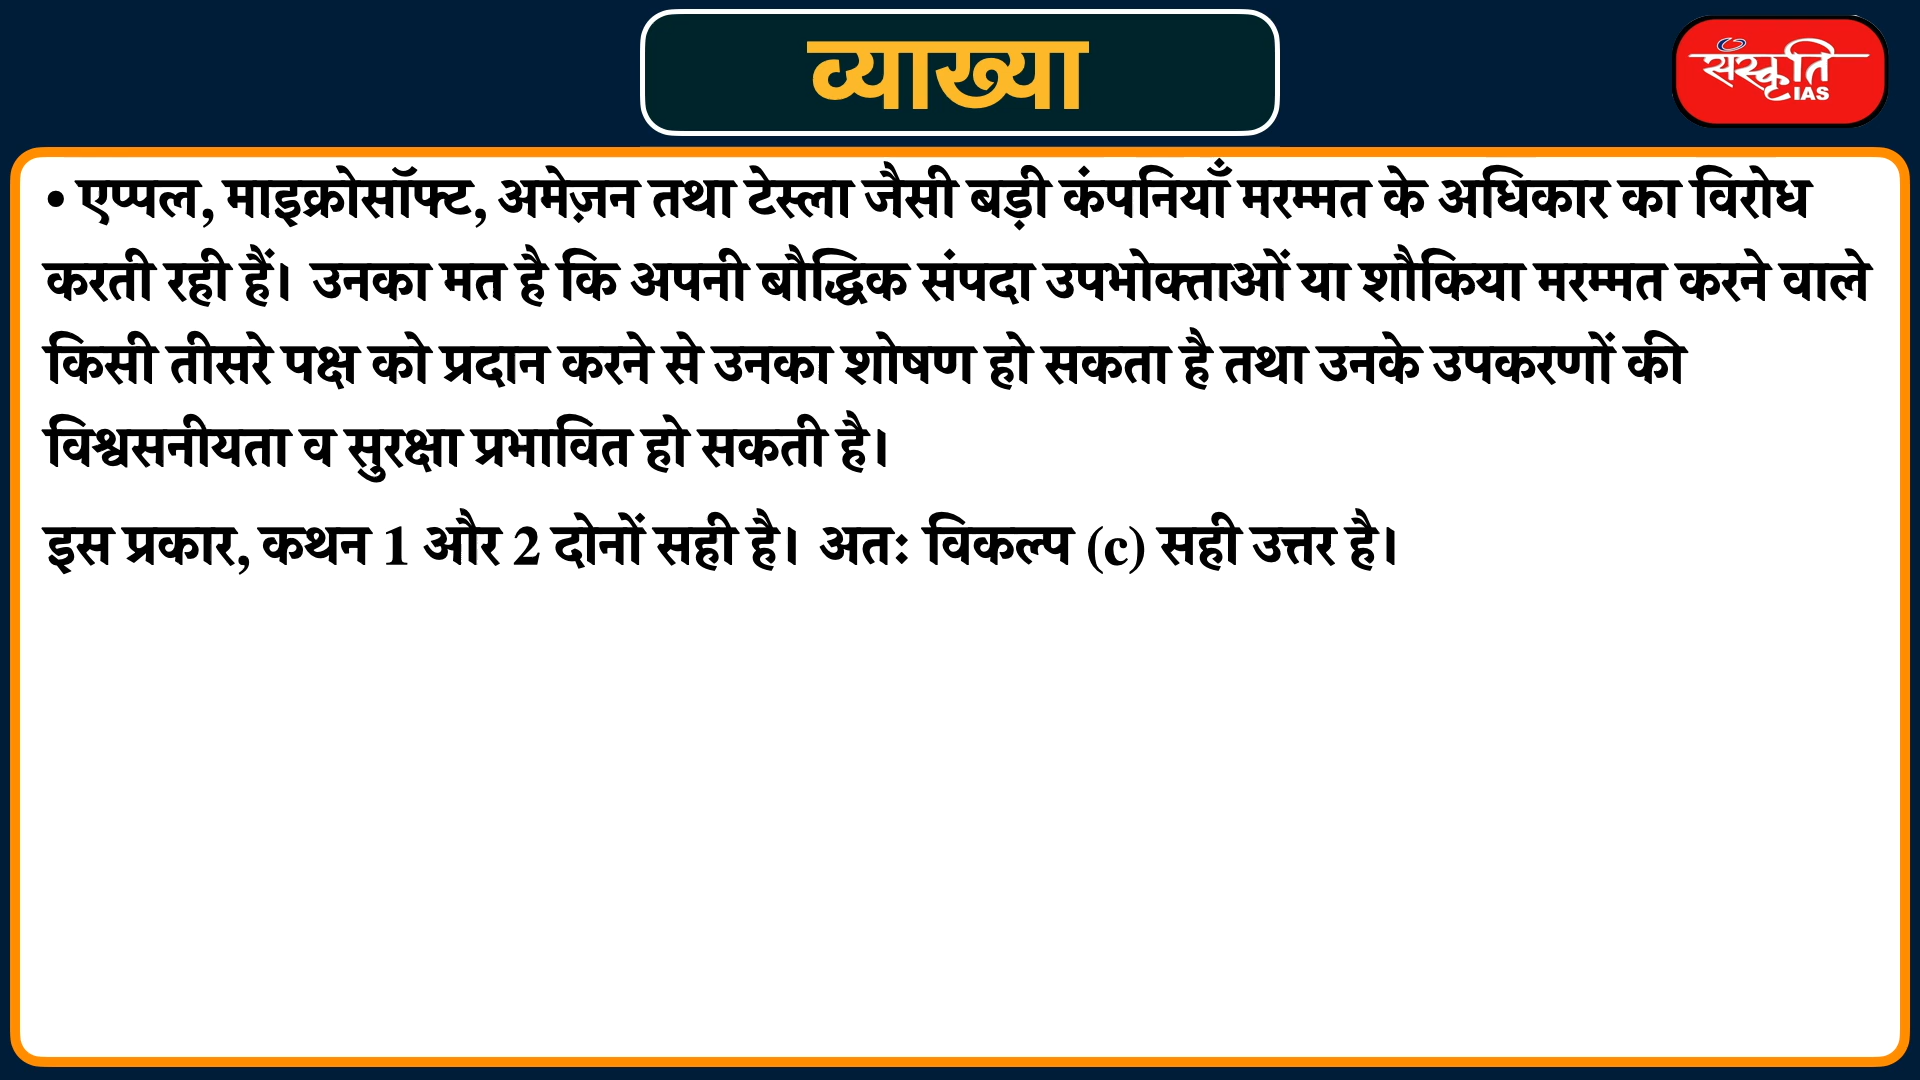 व्याख्या
संस्कृति
IAS
• एप्पल, माइक्रोसॉफ्ट, अमेज़न तथा टेस्ला जैसी बड़ी कंपनियाँ मरम्मत के अधिकार का विरोध
करती रही हैं। उनका मत है कि अपनी बौद्धिक संपदा उपभोक्ताओं या शौकिया मरम्मत करने वाले
किसी तीसरे पक्ष को प्रदान करने से उनका शोषण हो सकता है तथा उनके उपकरणों की
विश्वसनीयता व सुरक्षा प्रभावित हो सकती है।
इस प्रकार, कथन 1 और 2 दोनों सही है। अतः विकल्प (c) सही उत्तर है।